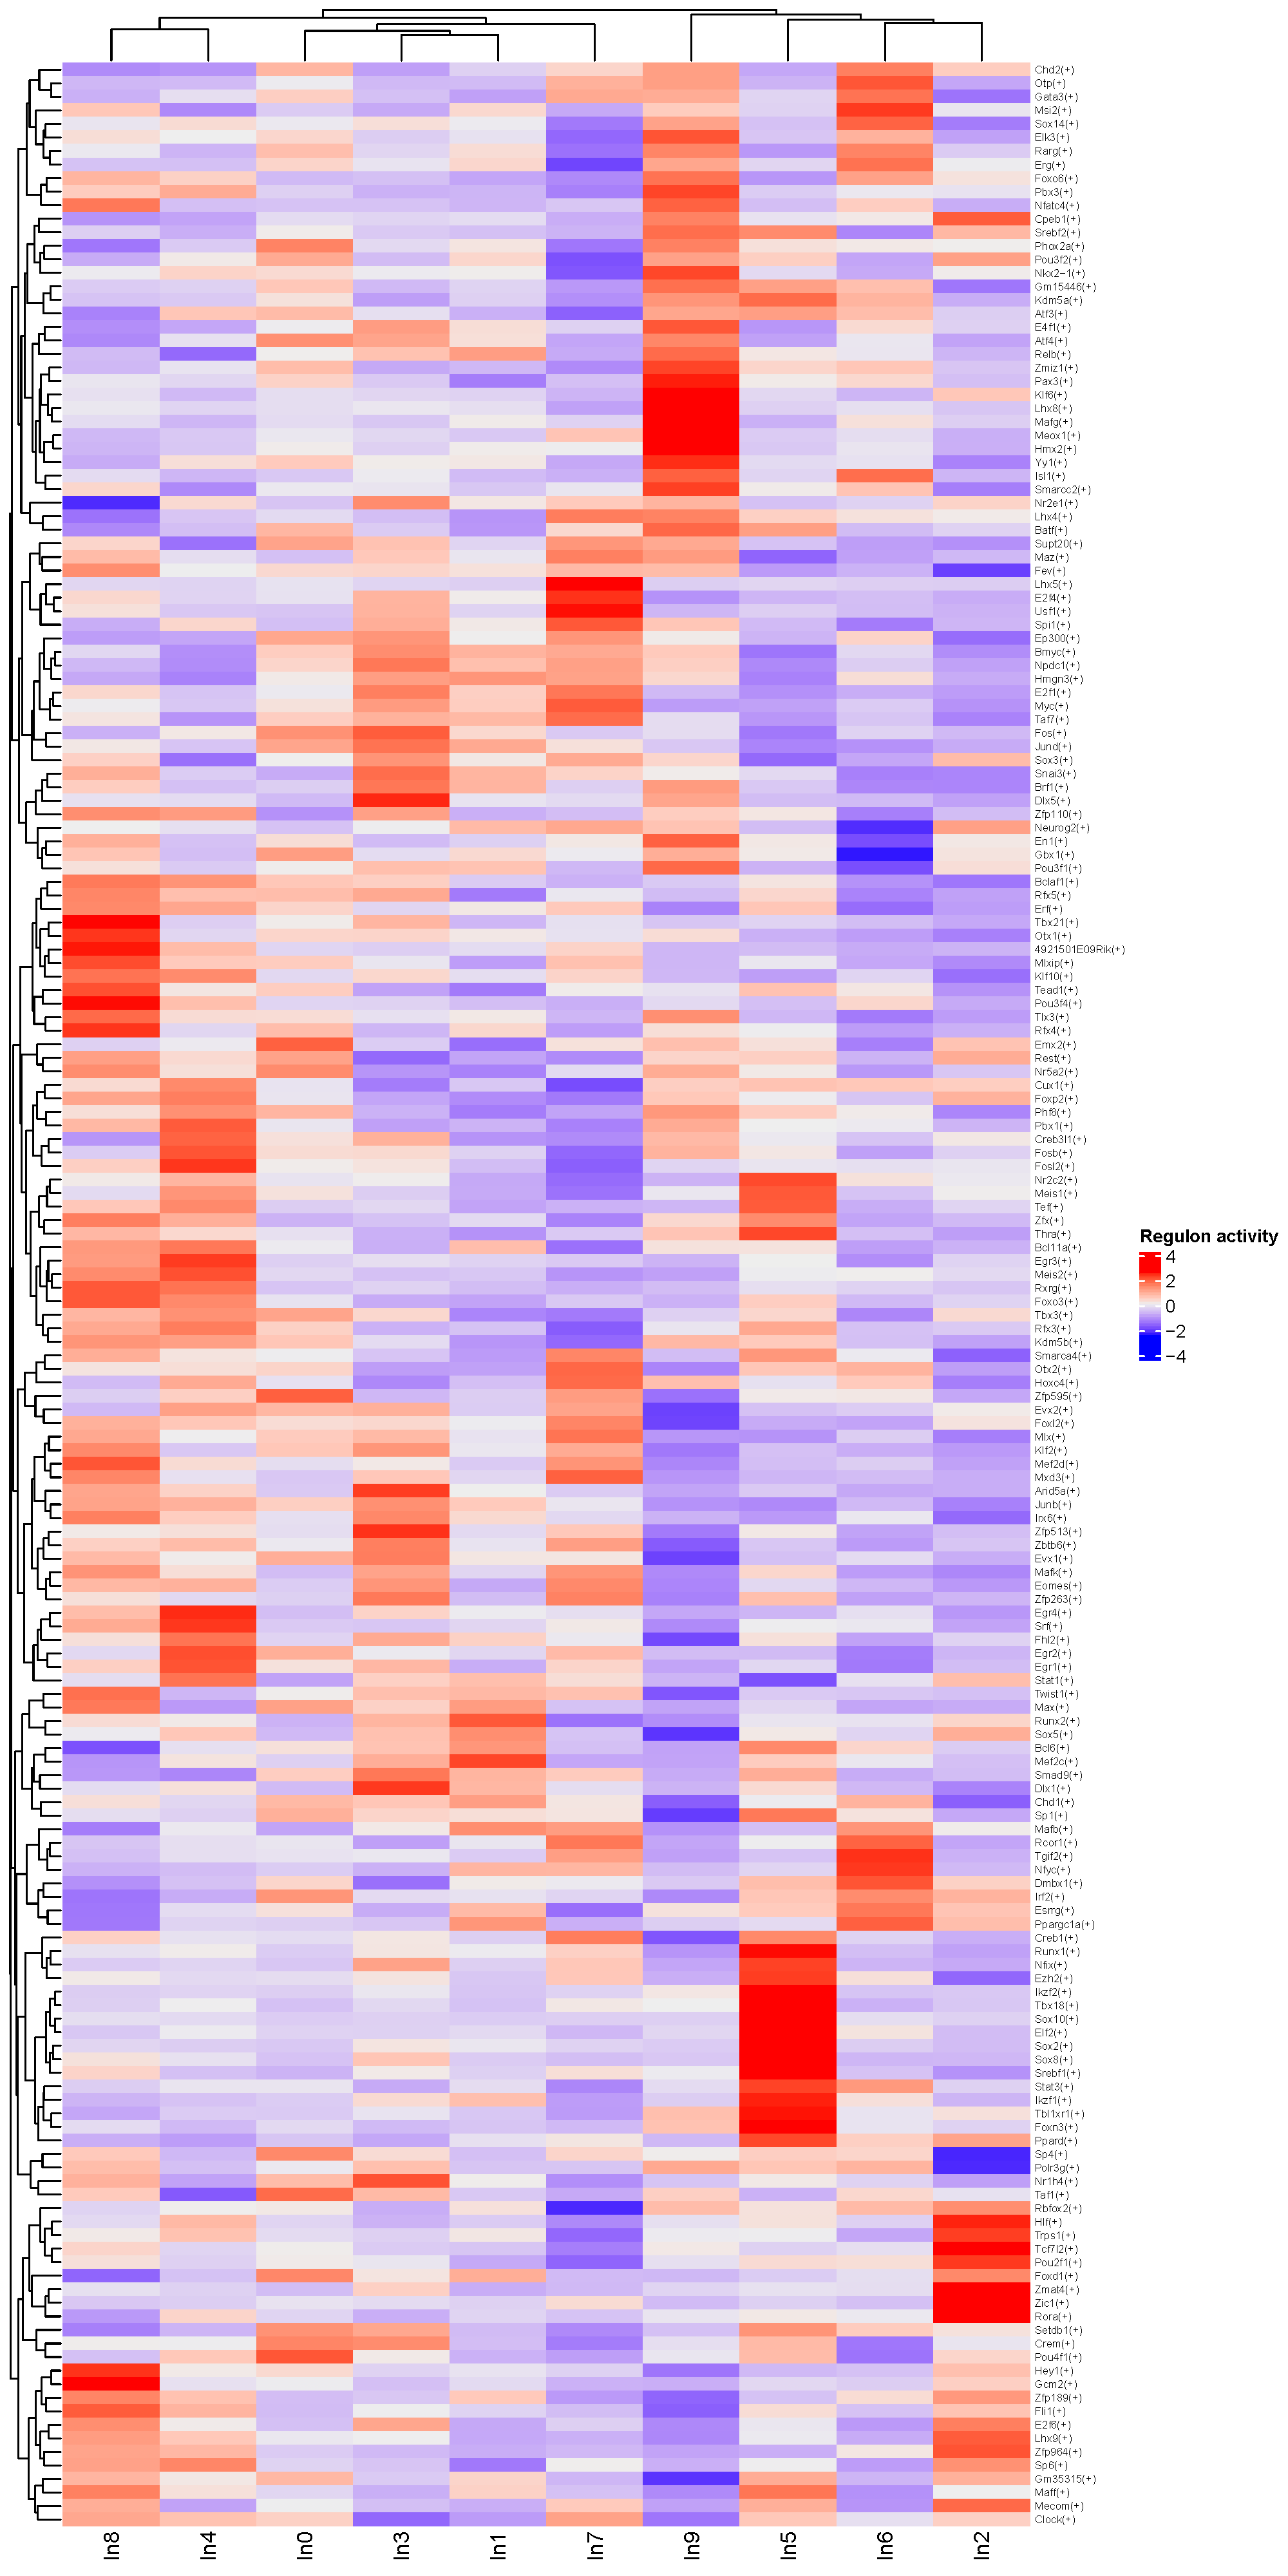 Chd2(+)
Otp(+)
Gata3(+)
Msi2(+)
Sox14(+)
Elk3(+)
Rarg(+)
Erg(+)
Foxo6(+)
Pbx3(+)
Nfatc4(+)
Cpeb1(+)
Srebf2(+)
Phox2a(+)
Pou3f2(+)
Nkx2−1(+)
Gm15446(+)
Kdm5a(+)
Atf3(+)
E4f1(+)
Atf4(+)
Relb(+)
Zmiz1(+)
Pax3(+)
Klf6(+)
Lhx8(+)
Mafg(+)
Meox1(+)
Hmx2(+)
Yy1(+)
Isl1(+)
Smarcc2(+)
Nr2e1(+)
Lhx4(+)
Batf(+)
Supt20(+)
Maz(+)
Fev(+)
Lhx5(+)
E2f4(+)
Usf1(+)
Spi1(+)
Ep300(+)
Bmyc(+)
Npdc1(+)
Hmgn3(+)
E2f1(+)
Myc(+)
Taf7(+)
Fos(+)
Jund(+)
Sox3(+)
Snai3(+)
Brf1(+)
Dlx5(+)
Zfp110(+)
Neurog2(+)
En1(+)
Gbx1(+)
Pou3f1(+)
Bclaf1(+)
Rfx5(+)
Erf(+)
Tbx21(+)
Otx1(+)
4921501E09Rik(+)
Mlxip(+)
Klf10(+)
Tead1(+)
Pou3f4(+)
Tlx3(+)
Rfx4(+)
Emx2(+)
Rest(+)
Nr5a2(+)
Cux1(+)
Foxp2(+)
Phf8(+)
Pbx1(+)
Creb3l1(+)
Fosb(+)
Fosl2(+)
Nr2c2(+)
Meis1(+)
Tef(+)
Zfx(+)
Thra(+)
Bcl11a(+)
Egr3(+)
Meis2(+)
Rxrg(+)
Foxo3(+)
Tbx3(+)
Rfx3(+)
Kdm5b(+)
Smarca4(+)
Otx2(+)
Hoxc4(+)
Zfp595(+)
Evx2(+)
Foxl2(+)
Mlx(+)
Klf2(+)
Mef2d(+)
Mxd3(+)
Arid5a(+)
Junb(+)
Irx6(+)
Zfp513(+)
Zbtb6(+)
Evx1(+)
Mafk(+)
Eomes(+)
Zfp263(+)
Egr4(+)
Srf(+)
Fhl2(+)
Egr2(+)
Egr1(+)
Stat1(+)
Twist1(+)
Max(+)
Runx2(+)
Sox5(+)
Bcl6(+)
Mef2c(+)
Smad9(+)
Dlx1(+)
Chd1(+)
Sp1(+)
Mafb(+)
Rcor1(+)
Tgif2(+)
Nfyc(+)
Dmbx1(+)
Irf2(+)
Esrrg(+)
Ppargc1a(+)
Creb1(+)
Runx1(+)
Nfix(+)
Ezh2(+)
Ikzf2(+)
Tbx18(+)
Sox10(+)
Elf2(+)
Sox2(+)
Sox8(+)
Srebf1(+)
Stat3(+)
Ikzf1(+)
Tbl1xr1(+)
Foxn3(+)
Ppard(+)
Sp4(+)
Polr3g(+)
Nr1h4(+)
Taf1(+)
Rbfox2(+)
Hlf(+)
Trps1(+)
Tcf7l2(+)
Pou2f1(+)
Foxd1(+)
Zmat4(+)
Zic1(+)
Rora(+)
Setdb1(+)
Crem(+)
Pou4f1(+)
Hey1(+)
Gcm2(+)
Zfp189(+)
Fli1(+)
E2f6(+)
Lhx9(+)
Zfp964(+)
Sp6(+)
Gm35315(+)
Maff(+)
Mecom(+)
Clock(+)
In8 In4 In0 In3 In1 In7 In9 In5 In6 In2
Regulon activity
4
2
0
−2
−4